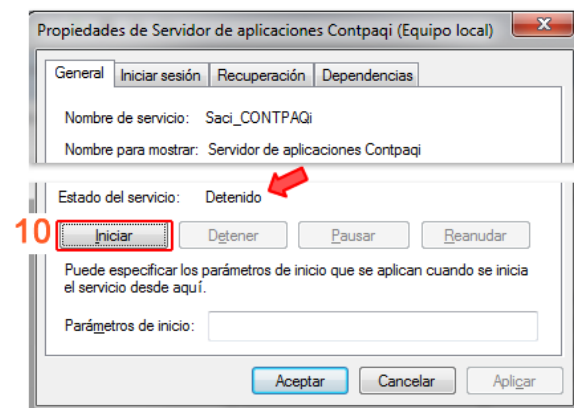 Propiedades de Servidor de aplicaciones Contpaqi (Equipo local)
General Iniciar sesión Recuperación Dependencias
Nombre de servicio: Saci_CONTPAQi
Nombre para mostrar: Servidor de aplicaciones Contpaqi
Estado del servicio: Detenido
10 Iniciar Detener Pausar Reanudar
Puede especificar los parámetros de inicio que se aplican cuando se inicia
el servicio desde aquí.
Parámetros de inicio:
Aceptar Cancelar Aplicar